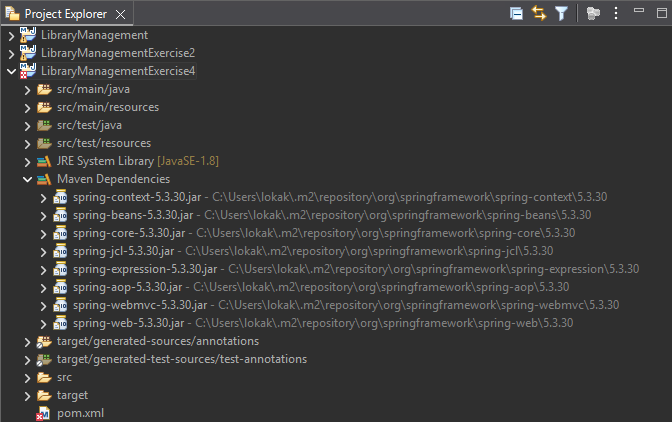 Project Explorer
LibraryManagement
LibraryManagementExercise2
LibraryManagementExercise4
src/main/java
src/main/resources
src/test/java
src/test/resources
JRE System Library [JavaSE-1.8]
Maven Dependencies
spring-context-5.3.30.jar - C:\Users\lokak\.m2\repository\org\springframework\spring-context\5.3.30
spring-beans-5.3.30.jar - C:\Users\lokak\.m2\repository\org\springframework\spring-beans\5.3.30
spring-core-5.3.30.jar - C:\Users\lokak\.m2\repository\org\springframework\spring-core\5.3.30
spring-jcl-5.3.30.jar - C:\Users\lokak\.m2\repository\org\springframework\spring-jcl\5.3.30
spring-expression-5.3.30.jar - C:\Users\lokak\.m2\repository\org\springframework\spring-expression\5.3.30
spring-aop-5.3.30.jar - C:\Users\lokak\.m2\repository\org\springframework\spring-aop\5.3.30
spring-webmvc-5.3.30.jar - C:\Users\lokak\.m2\repository\org\springframework\spring-webmvc\5.3.30
spring-web-5.3.30.jar - C:\Users\lokak\.m2\repository\org\springframework\spring-web\5.3.30
target/generated-sources/annotations
target/generated-test-sources/test-annotations
src
target
pom.xml